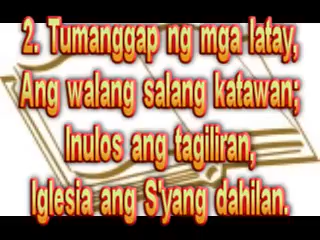 2. Tumanggap ng mga latay,
Ang walang salang katawan;
Inulos ang tagiliran,
Iglesia ang S'yang dahilan.